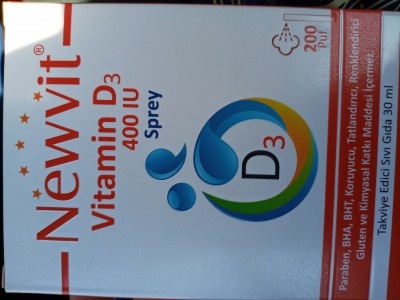 Newvit®
Vitamin D3
400 IU
Sprey
200
Puf
D3
Paraben, BHA, BHT, Koruyucu, Tatlandırıcı, Renklendirici
Gluten ve Kimyasal Katkı Maddesi İçermez.
Takviye Edici Sıvı Gıda 30 ml